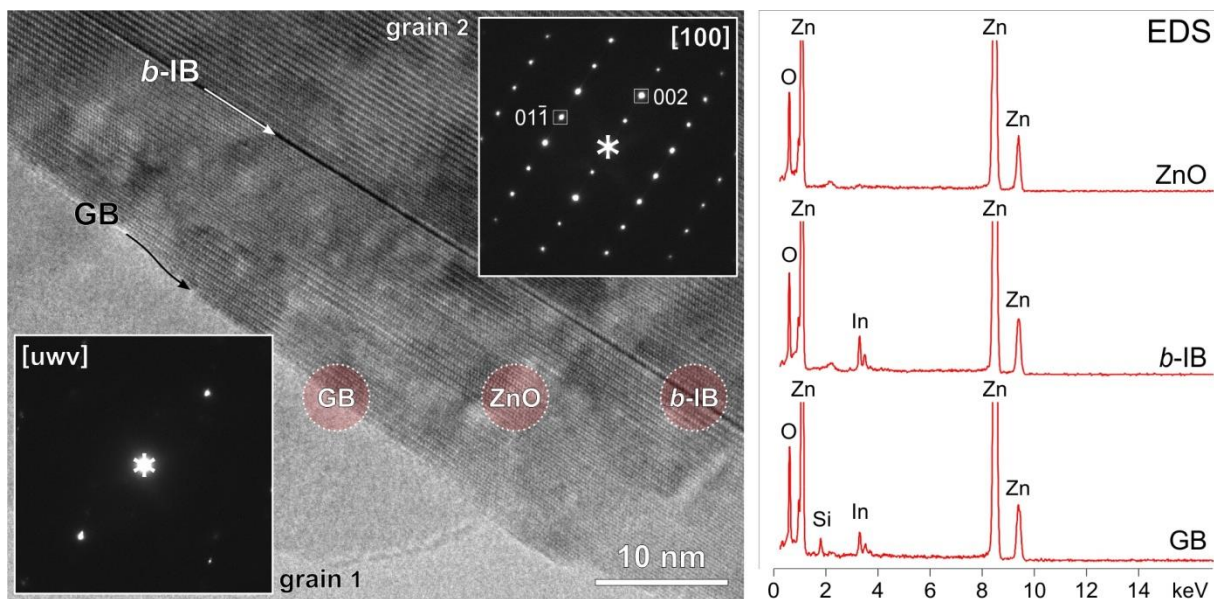 grain 2
[100]
b-IB
011̅
002
GB
[uwv]
GB
ZnO
b-IB
grain 1
10 nm
EDS
Zn
Zn
O
Zn
ZnO
Zn
Zn
O
In
Zn
b-IB
Zn
Zn
O
Si
In
Zn
GB
0
2
4
6
8
10
12
14
keV